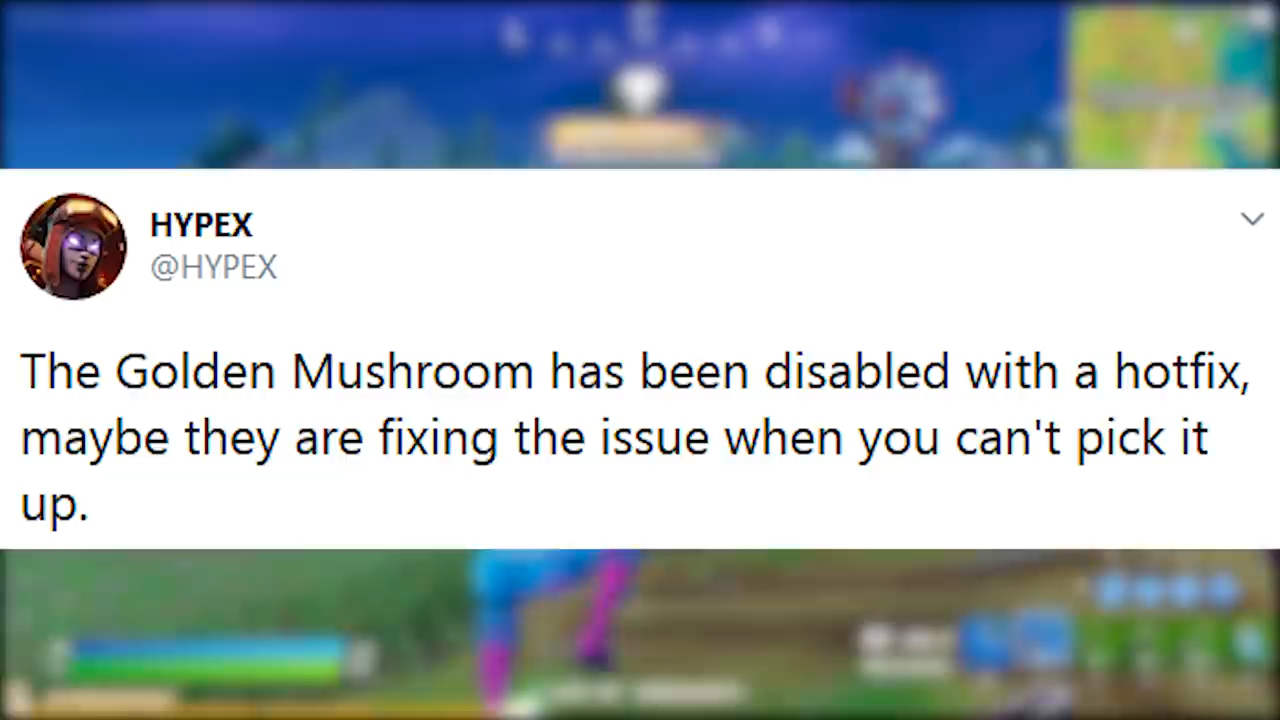 HYPEX
@HYPEX
The Golden Mushroom has been disabled with a hotfix,
maybe they are fixing the issue when you can't pick it
up.